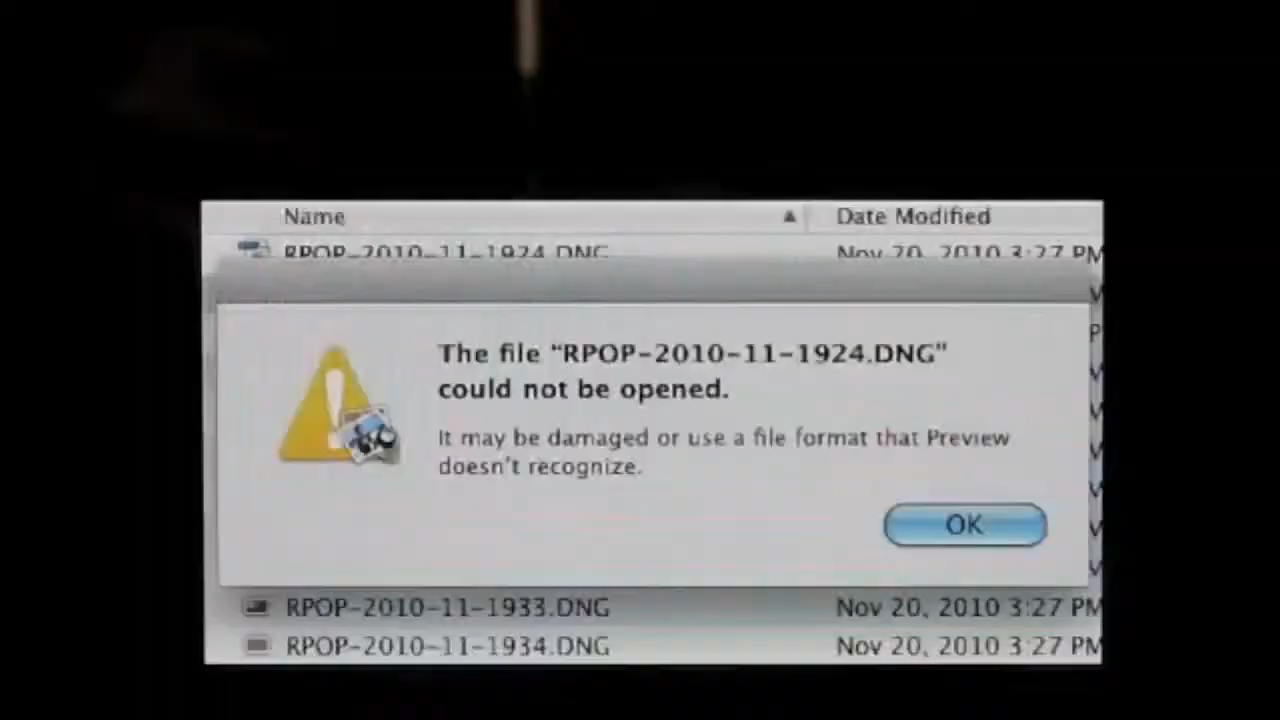 Name Date Modified
RPOP-2010-11-1924.DNG Nov 20, 2010 3:27 PM
The file “RPOP-2010-11-1924.DNG”
could not be opened.
It may be damaged or use a file format that Preview
doesn't recognize.
OK
RPOP-2010-11-1933.DNG Nov 20, 2010 3:27 PM
RPOP-2010-11-1934.DNG Nov 20, 2010 3:27 PM